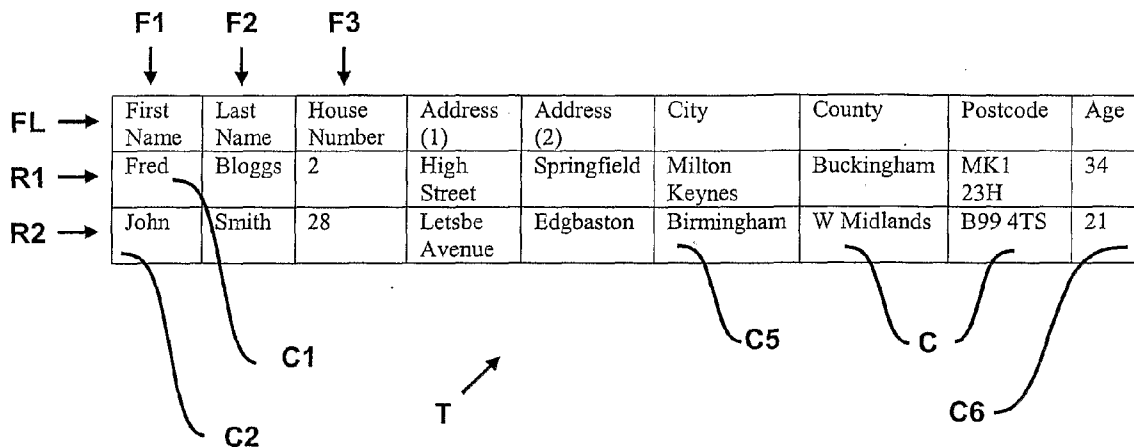 F1 F2 F3
FL First Name Last Name House Number Address (1) Address (2) City County Postcode Age
R1 Fred Bloggs 2 High Street Springfield Milton Keynes Buckingham MK1 23H 34
R2 John Smith 28 Letsbe Avenue Edgbaston Birmingham W Midlands B99 4TS 21
C5 C
C1
T C6
C2